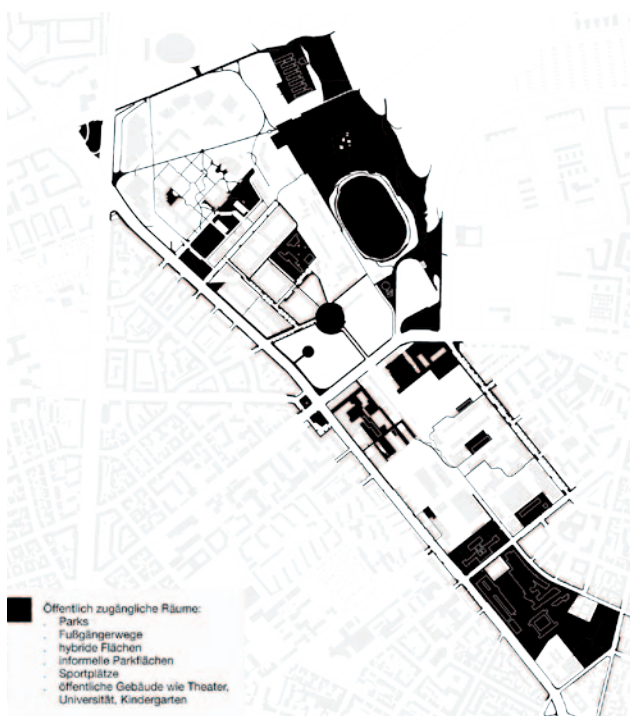 Öffentlich zugängliche Räume:
. Parks
. Fußgängerwege
. hybride Flächen
. informelle Parkflächen
. Sportplätze
. öffentliche Gebäude wie Theater,
Universität, Kindergarten